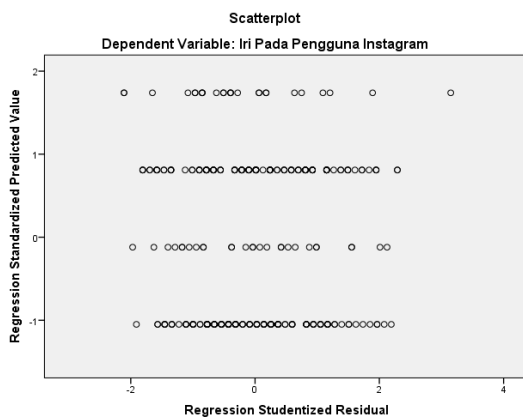 Scatterplot
Dependent Variable: Iri Pada Pengguna Instagram
Regression Standardized Predicted Value
2
1
0
-1
-2
0
2
4
Regression Studentized Residual